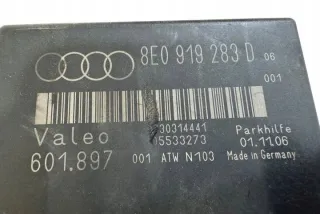 8E0 919 283 D 06
001
30314441
Valeo 05533273 Parkhilfe
601.897 001 ATW N103 01.11.06
Made in Germany